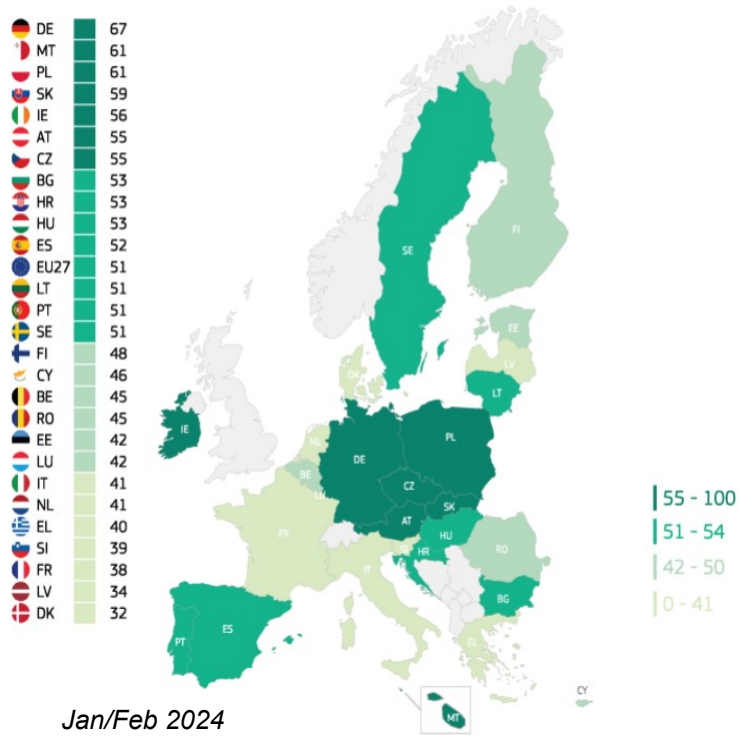 DE 67
MT 61
PL 61
SK 59
IE 56
AT 55
CZ 55
BG 53
HR 53
HU 53
ES 52
EU27 51
LT 51
PT 51
SE 51
FI 48
CY 46
BE 45
RO 45
EE 42
LU 42
IT 41
NL 41
EL 40
SI 39
FR 38
LV 34
DK 32
SE
FI
EE
LV
DK
LT
IE
NL
PL
DE
BE
CZ
LU
SK
AT
HU
FR
SI
HR
RO
IT
BG
ES
PT
EL
CY
MT
55 - 100
51 - 54
42 - 50
0 - 41
Jan/Feb 2024